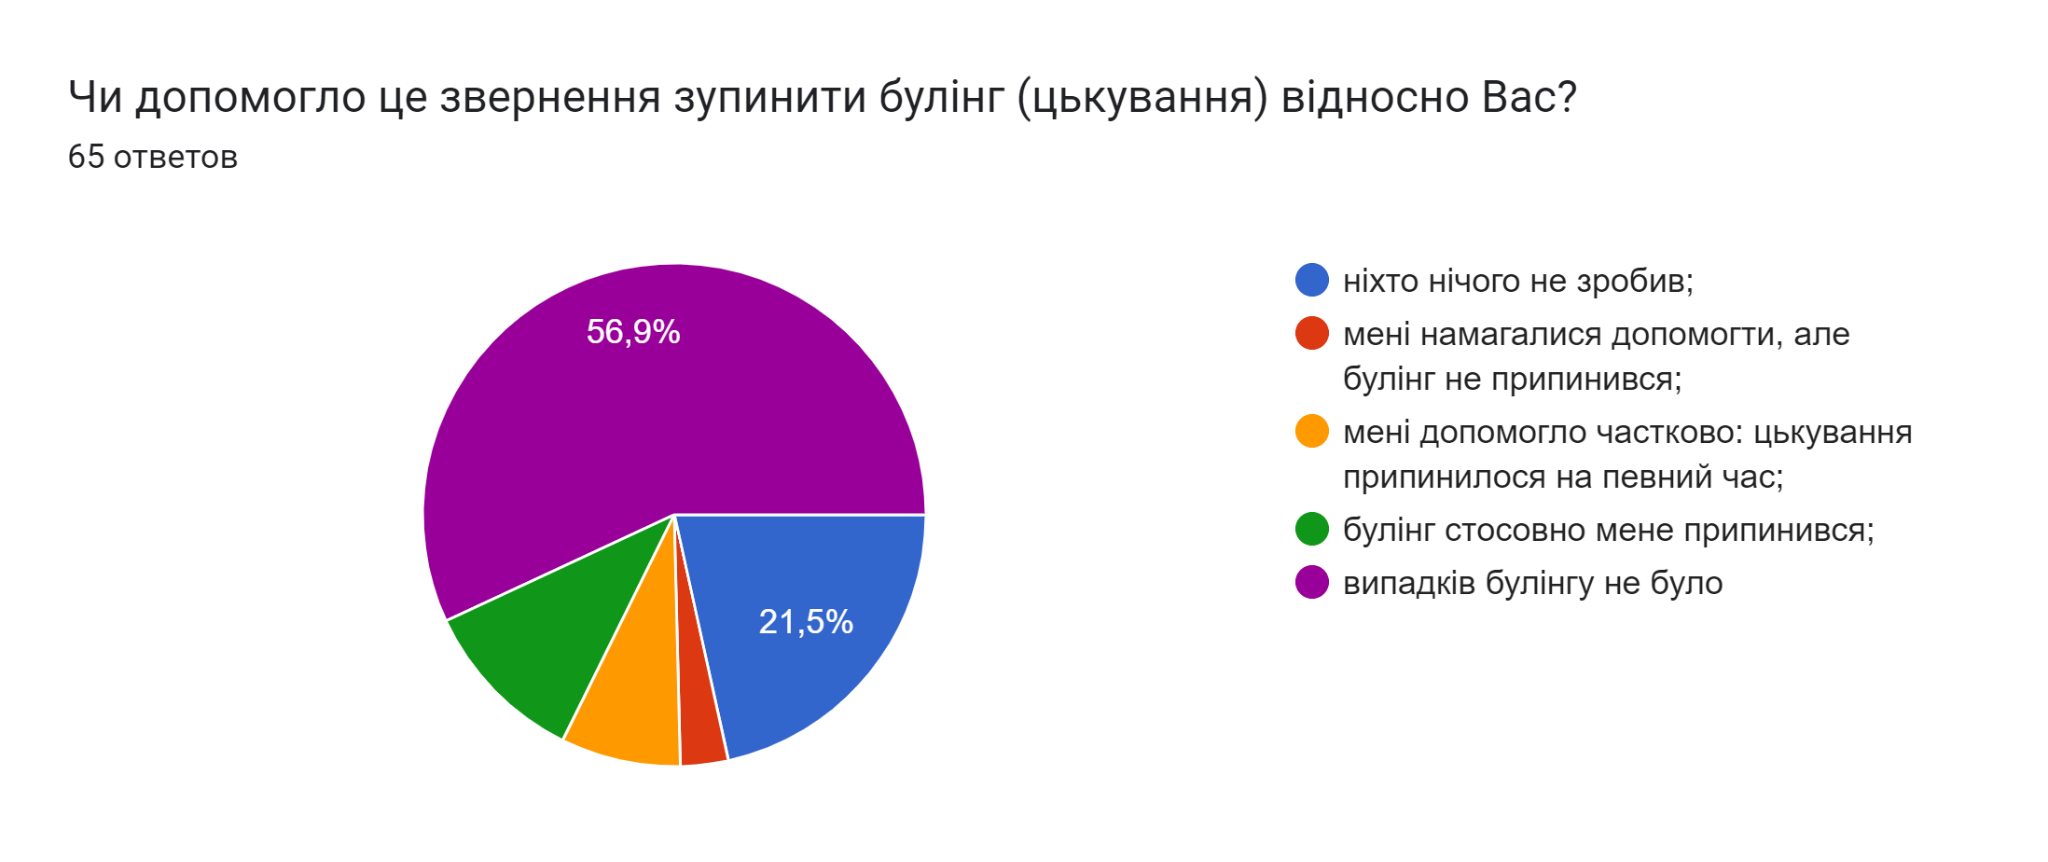 Чи допомогло це звернення зупинити булінг (цькування) відносно Вас?
65 ответов
56,9%
21,5%
ніхто нічого не зробив;
мені намагалися допомогти, але
булінг не припинився;
мені допомогло частково: цькування
припинилося на певний час;
булінг стосовно мене припинився;
випадків булінгу не було